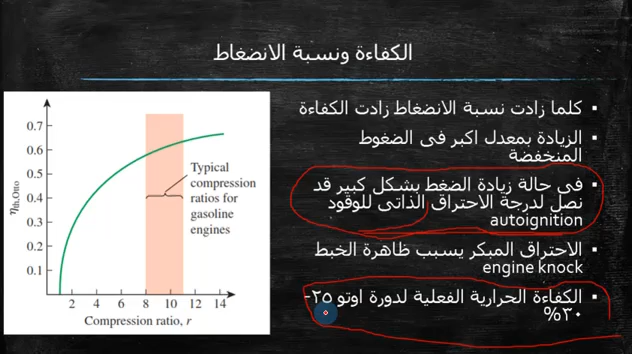 الكفاءة ونسبة الانضغاط
كلما زادت نسبة الانضغاط زادت الكفاءة
الزيادة بمعدل اكبر فى الضغوط
المنخفضة
فى حالة زيادة الضغط بشكل كبير قد
نصل لدرجة الاحتراق الذاتى للوقود
autoignition
الاحتراق المبكر يسبب ظاهرة الخبط
engine knock
الكفاءة الحرارية الفعلية لدورة اوتو ٢٥-
٣٠%
0.7
0.6
0.5
0.4
0.3
0.2
0.1
ηth,Otto
Typical
compression
ratios for
gasoline
engines
2 4 6 8 10 12 14
Compression ratio, r